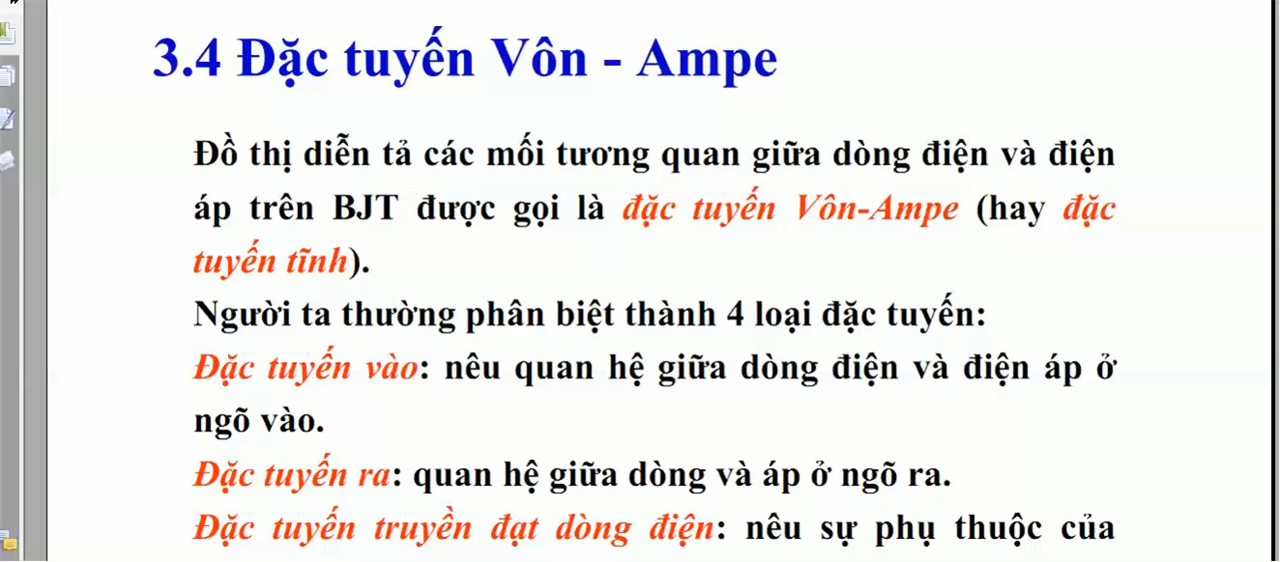 3.4 Đặc tuyến Vôn - Ampe
Đồ thị diễn tả các mối tương quan giữa dòng điện và điện
áp trên BJT được gọi là đặc tuyến Vôn-Ampe (hay đặc
tuyến tĩnh).
Người ta thường phân biệt thành 4 loại đặc tuyến:
Đặc tuyến vào: nêu quan hệ giữa dòng điện và điện áp ở
ngõ vào.
Đặc tuyến ra: quan hệ giữa dòng và áp ở ngõ ra.
Đặc tuyến truyền đạt dòng điện: nêu sự phụ thuộc của